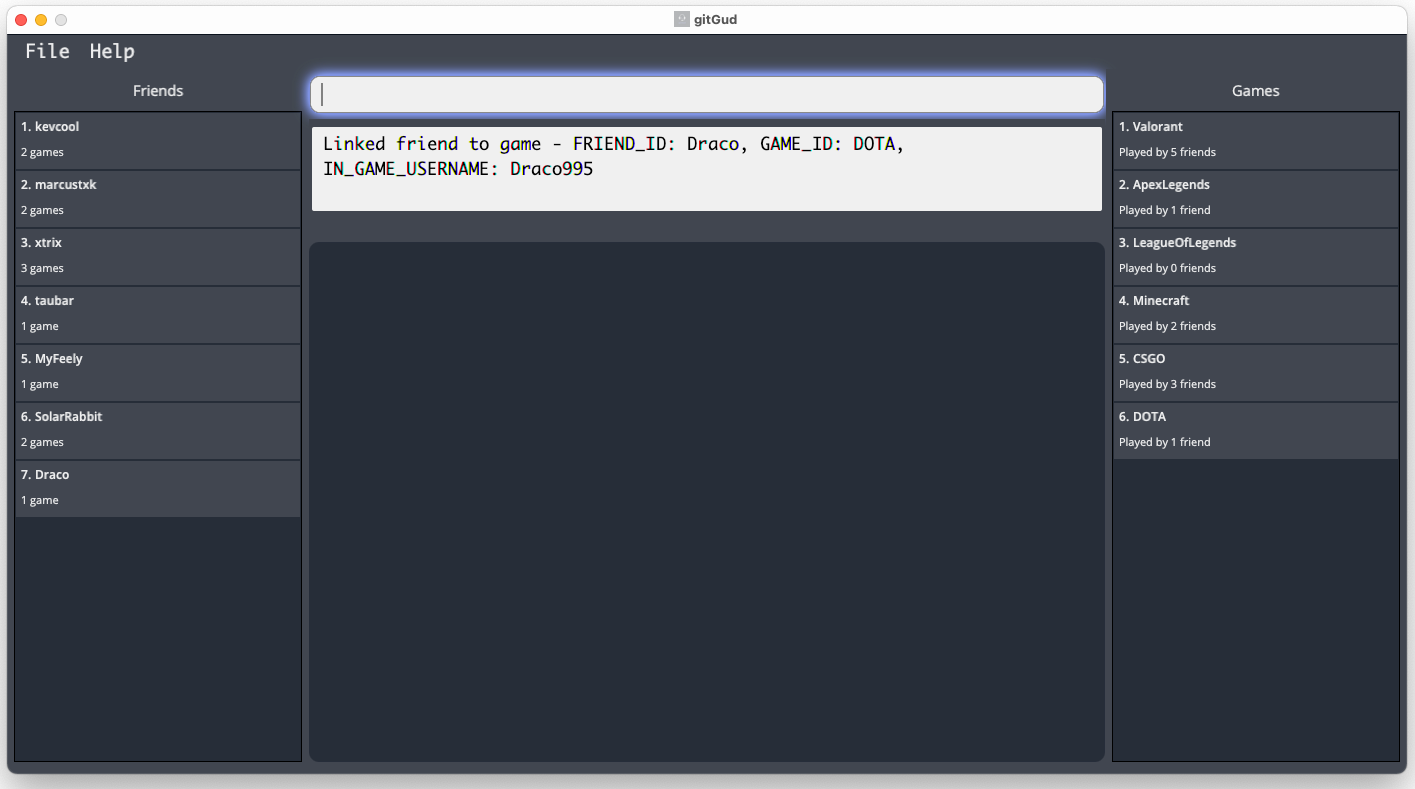 gitGud
File Help
Friends
1. kevcool
2 games
2. marcustxk
2 games
3. xtrix
3 games
4. taubar
1 game
5. MyFeely
1 game
6. SolarRabbit
2 games
7. Draco
1 game
Linked friend to game - FRIEND_ID: Draco, GAME_ID: DOTA,
IN_GAME_USERNAME: Draco995
Games
1. Valorant
Played by 5 friends
2. ApexLegends
Played by 1 friend
3. LeagueOfLegends
Played by 0 friends
4. Minecraft
Played by 2 friends
5. CSGO
Played by 3 friends
6. DOTA
Played by 1 friend